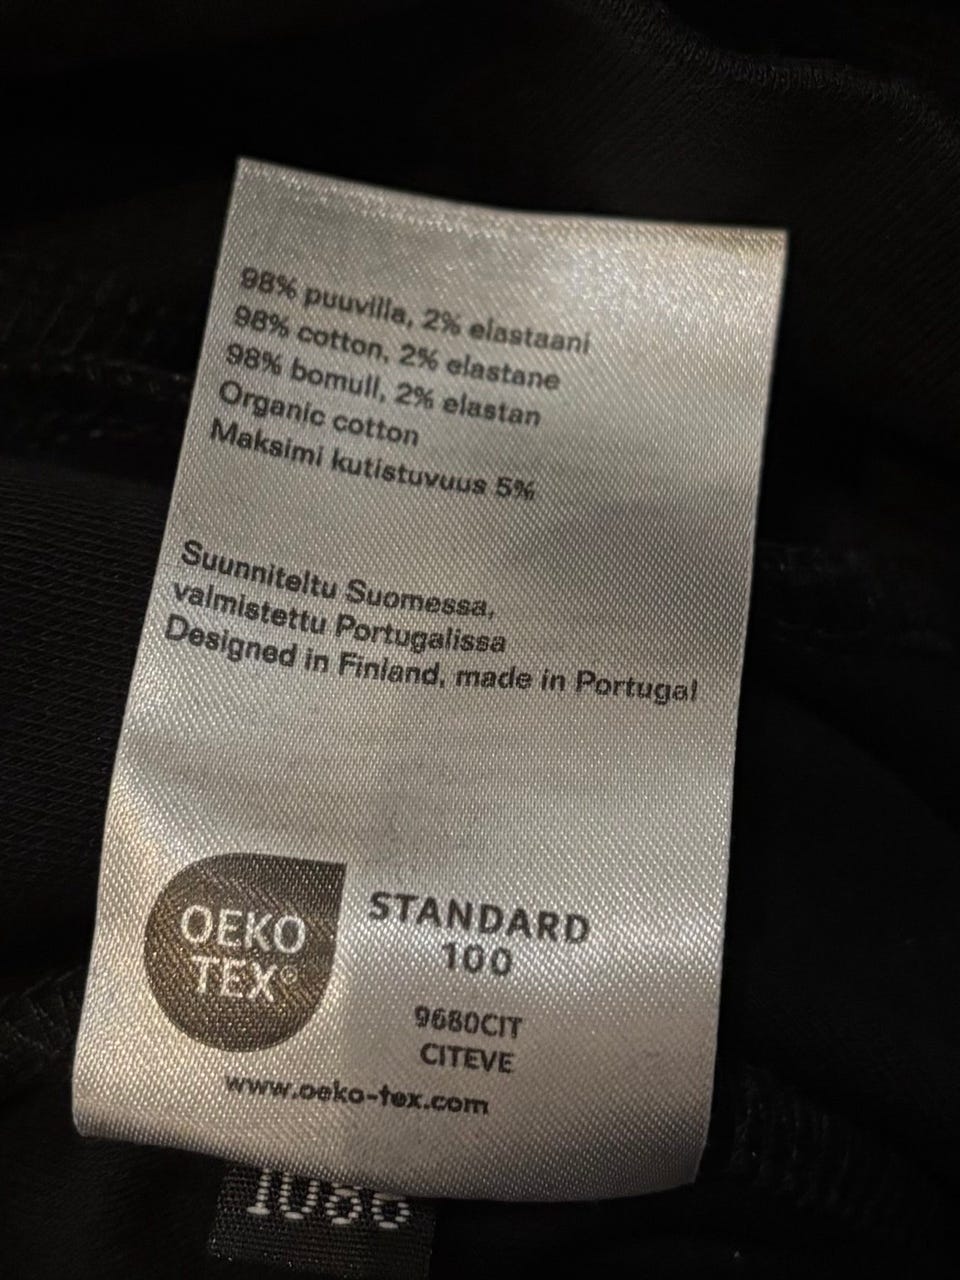 98% puuvilla, 2% elastaani
98% cotton, 2% elastane
98% bomull, 2% elastan
Organic cotton
Maksimi kutistuvuus 5%
Suunniteltu Suomessa,
valmistettu Portugalissa
Designed in Finland, made in Portugal
OEKO
TEX®
STANDARD
100
9680CIT
CITEVE
www.oeko-tex.com